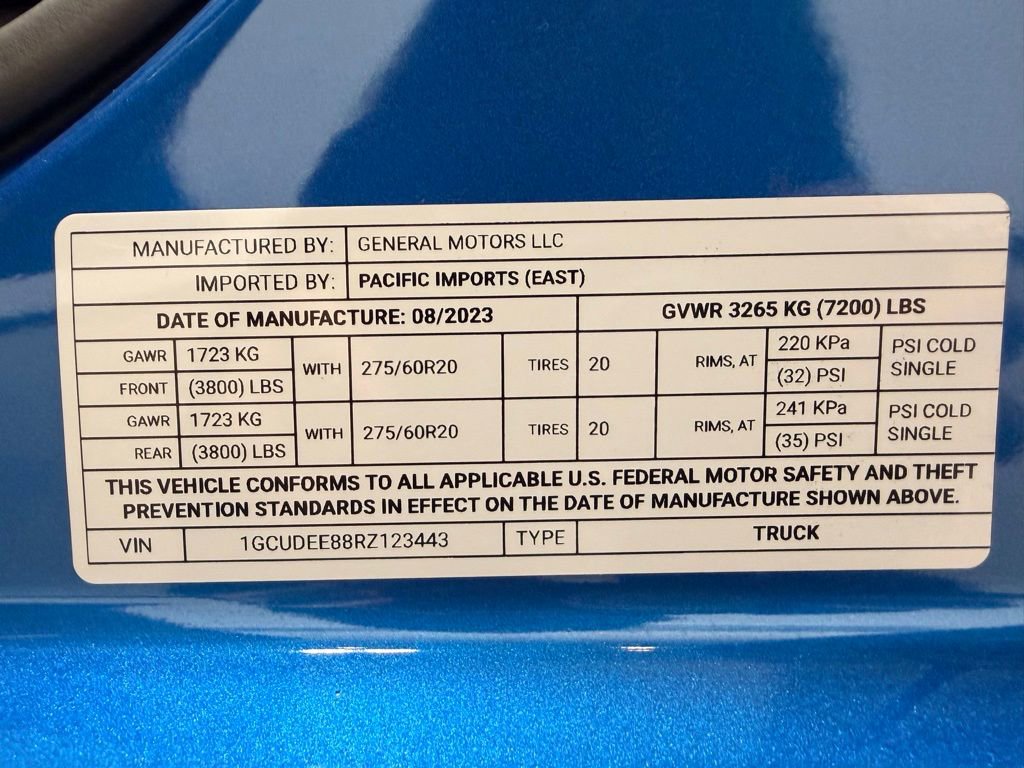 MANUFACTURED BY: GENERAL MOTORS LLC
IMPORTED BY: PACIFIC IMPORTS (EAST)
DATE OF MANUFACTURE: 08/2023 GVWR 3265 KG (7200) LBS
GAWR 1723 KG WITH 275/60R20 TIRES 20 RIMS, AT 220 KPa PSI COLD
FRONT (3800) LBS (32) PSI SINGLE
GAWR 1723 KG WITH 275/60R20 TIRES 20 RIMS, AT 241 KPa PSI COLD
REAR (3800) LBS (35) PSI SINGLE
THIS VEHICLE CONFORMS TO ALL APPLICABLE U.S. FEDERAL MOTOR SAFETY AND THEFT
PREVENTION STANDARDS IN EFFECT ON THE DATE OF MANUFACTURE SHOWN ABOVE.
VIN 1GCUDEE88RZ123443 TYPE TRUCK